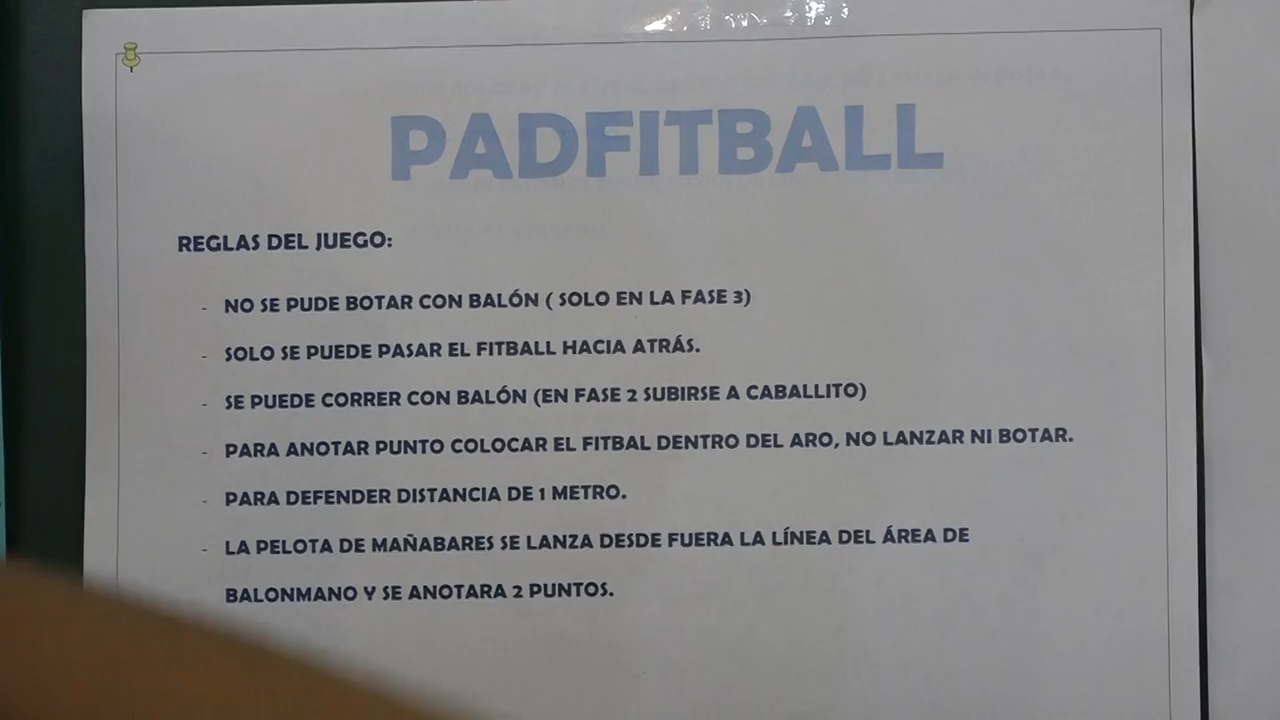 PADFITBALL
REGLAS DEL JUEGO:
- NO SE PUDE BOTAR CON BALÓN ( SOLO EN LA FASE 3)
- SOLO SE PUEDE PASAR EL FITBALL HACIA ATRÁS.
- SE PUEDE CORRER CON BALÓN (EN FASE 2 SUBIRSE A CABALLITO)
- PARA ANOTAR PUNTO COLOCAR EL FITBAL DENTRO DEL ARO, NO LANZAR NI BOTAR.
- PARA DEFENDER DISTANCIA DE 1 METRO.
- LA PELOTA DE MAÑABARES SE LANZA DESDE FUERA LA LÍNEA DEL ÁREA DE
BALONMANO Y SE ANOTARA 2 PUNTOS.